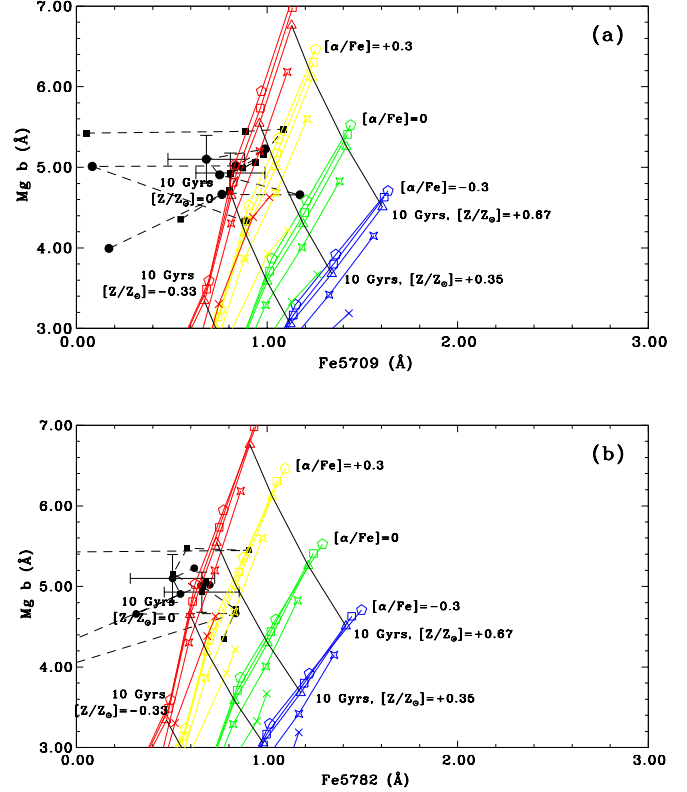 7.00
(a)
[α/Fe]=+0.3
6.00
[α/Fe]=0
Mg b (Å)
5.00
10 Gyrs
[Z/Z⊙]=0
[α/Fe]=−0.3
10 Gyrs, [Z/Z⊙]=+0.67
4.00
10 Gyrs
[Z/Z⊙]=−0.33
10 Gyrs, [Z/Z⊙]=+0.35
3.00
0.00 1.00 2.00 3.00
Fe5709 (Å)
7.00
(b)
[α/Fe]=+0.3
6.00
[α/Fe]=0
Mg b (Å)
5.00
10 Gyrs
[Z/Z⊙]=0
[α/Fe]=−0.3
10 Gyrs, [Z/Z⊙]=+0.67
4.00
10 Gyrs
[Z/Z⊙]=−0.33
10 Gyrs, [Z/Z⊙]=+0.35
3.00
0.00 1.00 2.00 3.00
Fe5782 (Å)